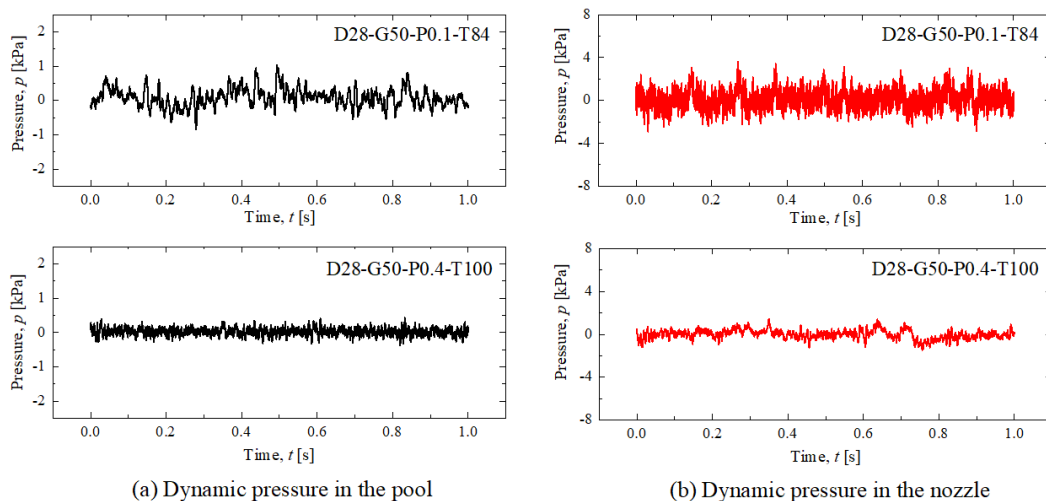 D28-G50-P0.1-T84
Pressure, p [kPa]
2
1
0
-1
-2
0.0 0.2 0.4 0.6 0.8 1.0
Time, t [s]
D28-G50-P0.4-T100
Pressure, p [kPa]
2
1
0
-1
-2
0.0 0.2 0.4 0.6 0.8 1.0
Time, t [s]
(a) Dynamic pressure in the pool
D28-G50-P0.1-T84
Pressure, p [kPa]
8
4
0
-4
-8
0.0 0.2 0.4 0.6 0.8 1.0
Time, t [s]
D28-G50-P0.4-T100
Pressure, p [kPa]
8
4
0
-4
-8
0.0 0.2 0.4 0.6 0.8 1.0
Time, t [s]
(b) Dynamic pressure in the nozzle